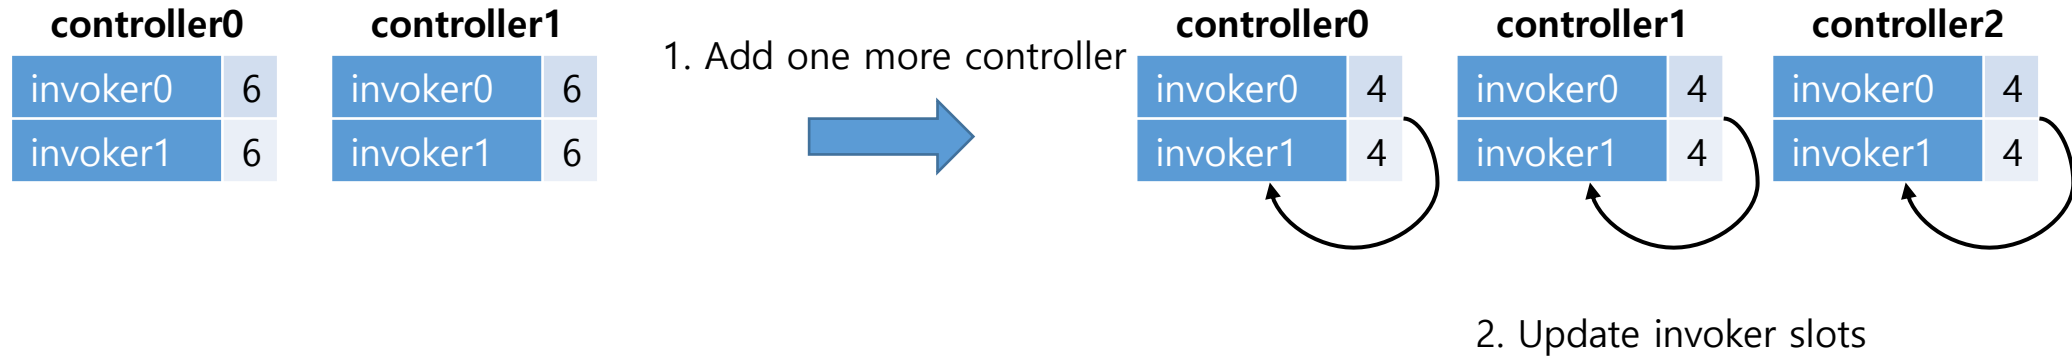 controller0
invoker0 6
invoker1 6
controller1
invoker0 6
invoker1 6
1. Add one more controller
controller0
invoker0 4
invoker1 4
controller1
invoker0 4
invoker1 4
controller2
invoker0 4
invoker1 4
2. Update invoker slots